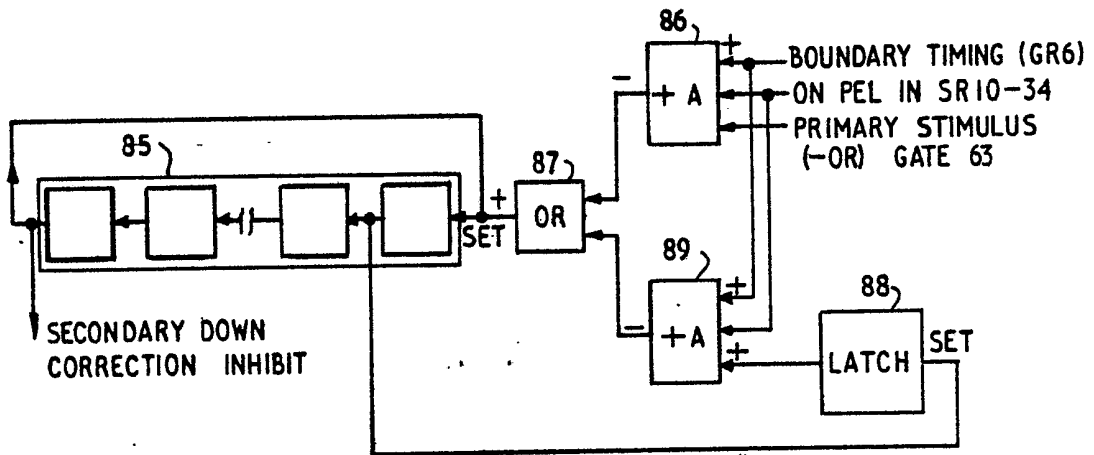 86
+
BOUNDARY TIMING (GR6)
-
+ A
ON PEL IN SR10-34
PRIMARY STIMULUS
(-OR) GATE 63
85
87
+
OR
SET
89
88
+
-
+A
+
LATCH
SET
SECONDARY DOWN
CORRECTION INHIBIT